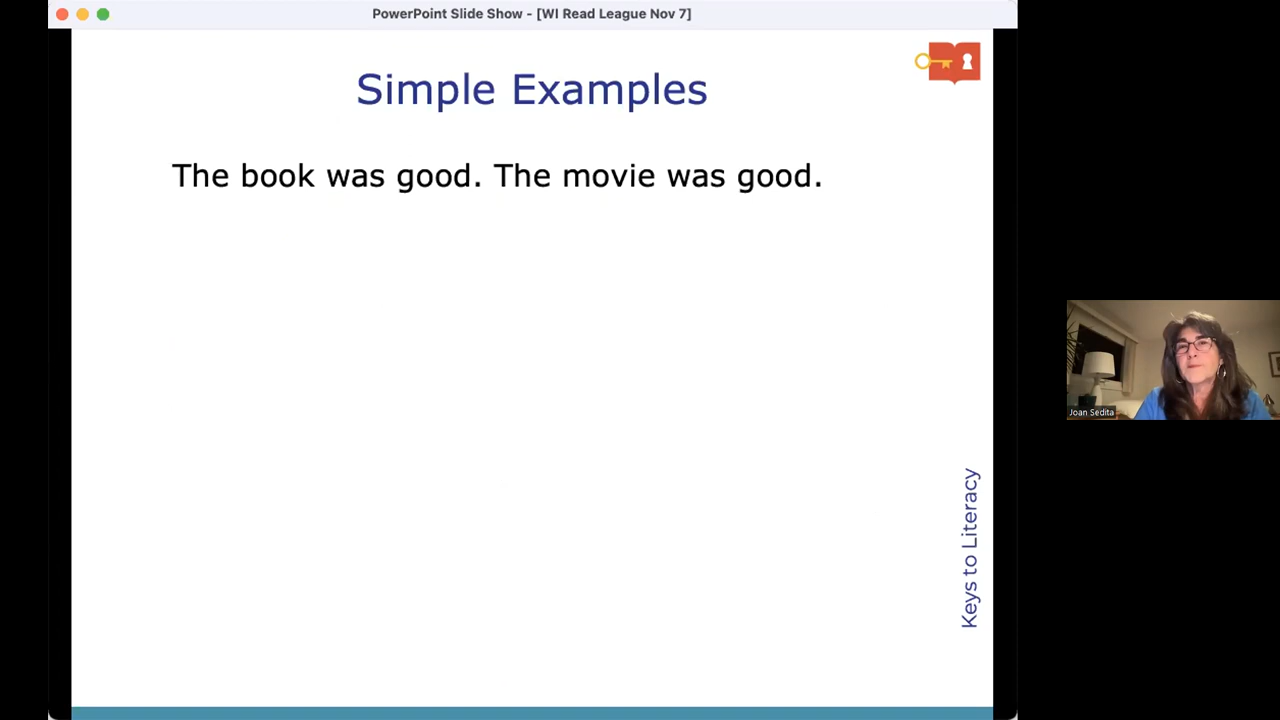 PowerPoint Slide Show - [WI Read League Nov 7]
Simple Examples
The book was good. The movie was good.
Joan Sedita
Keys to Literacy